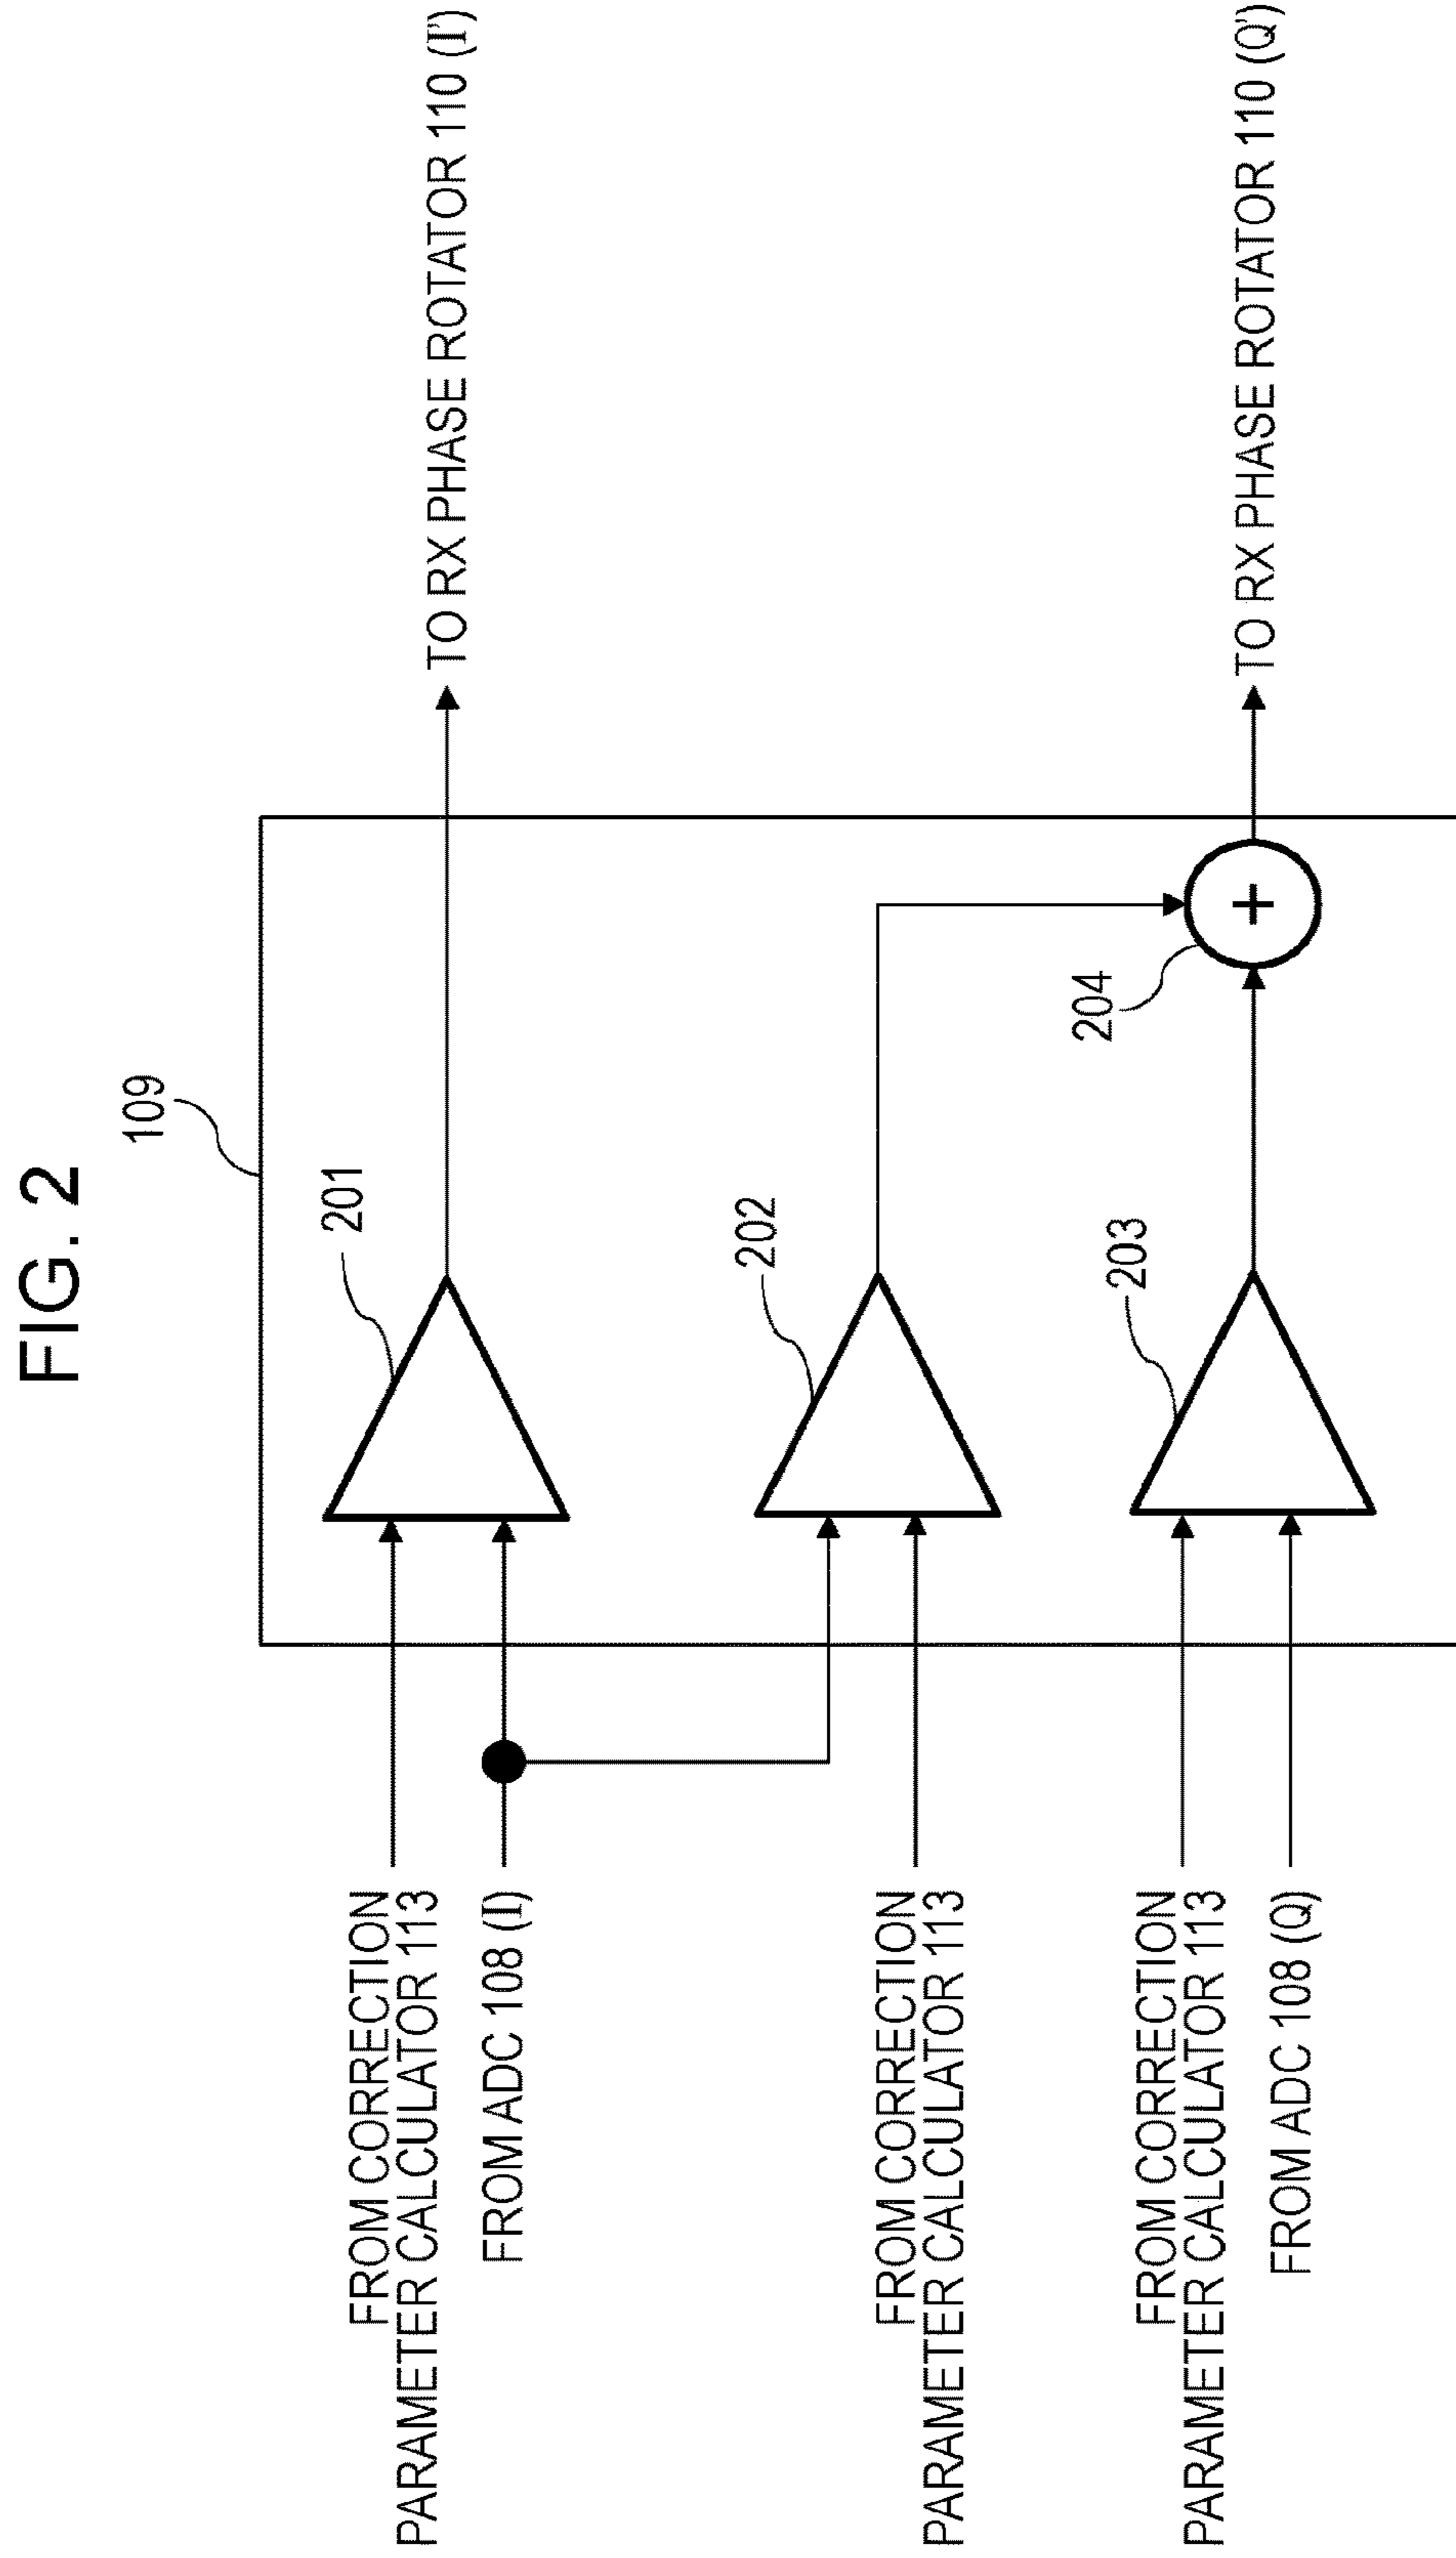 FIG. 2
109
201
202
203
204
FROM CORRECTION
PARAMETER CALCULATOR 113
FROM ADC 108 (I)
FROM CORRECTION
PARAMETER CALCULATOR 113
FROM CORRECTION
PARAMETER CALCULATOR 113
FROM ADC 108 (Q)
+
TO RX PHASE ROTATOR 110 (I')
TO RX PHASE ROTATOR 110 (Q')